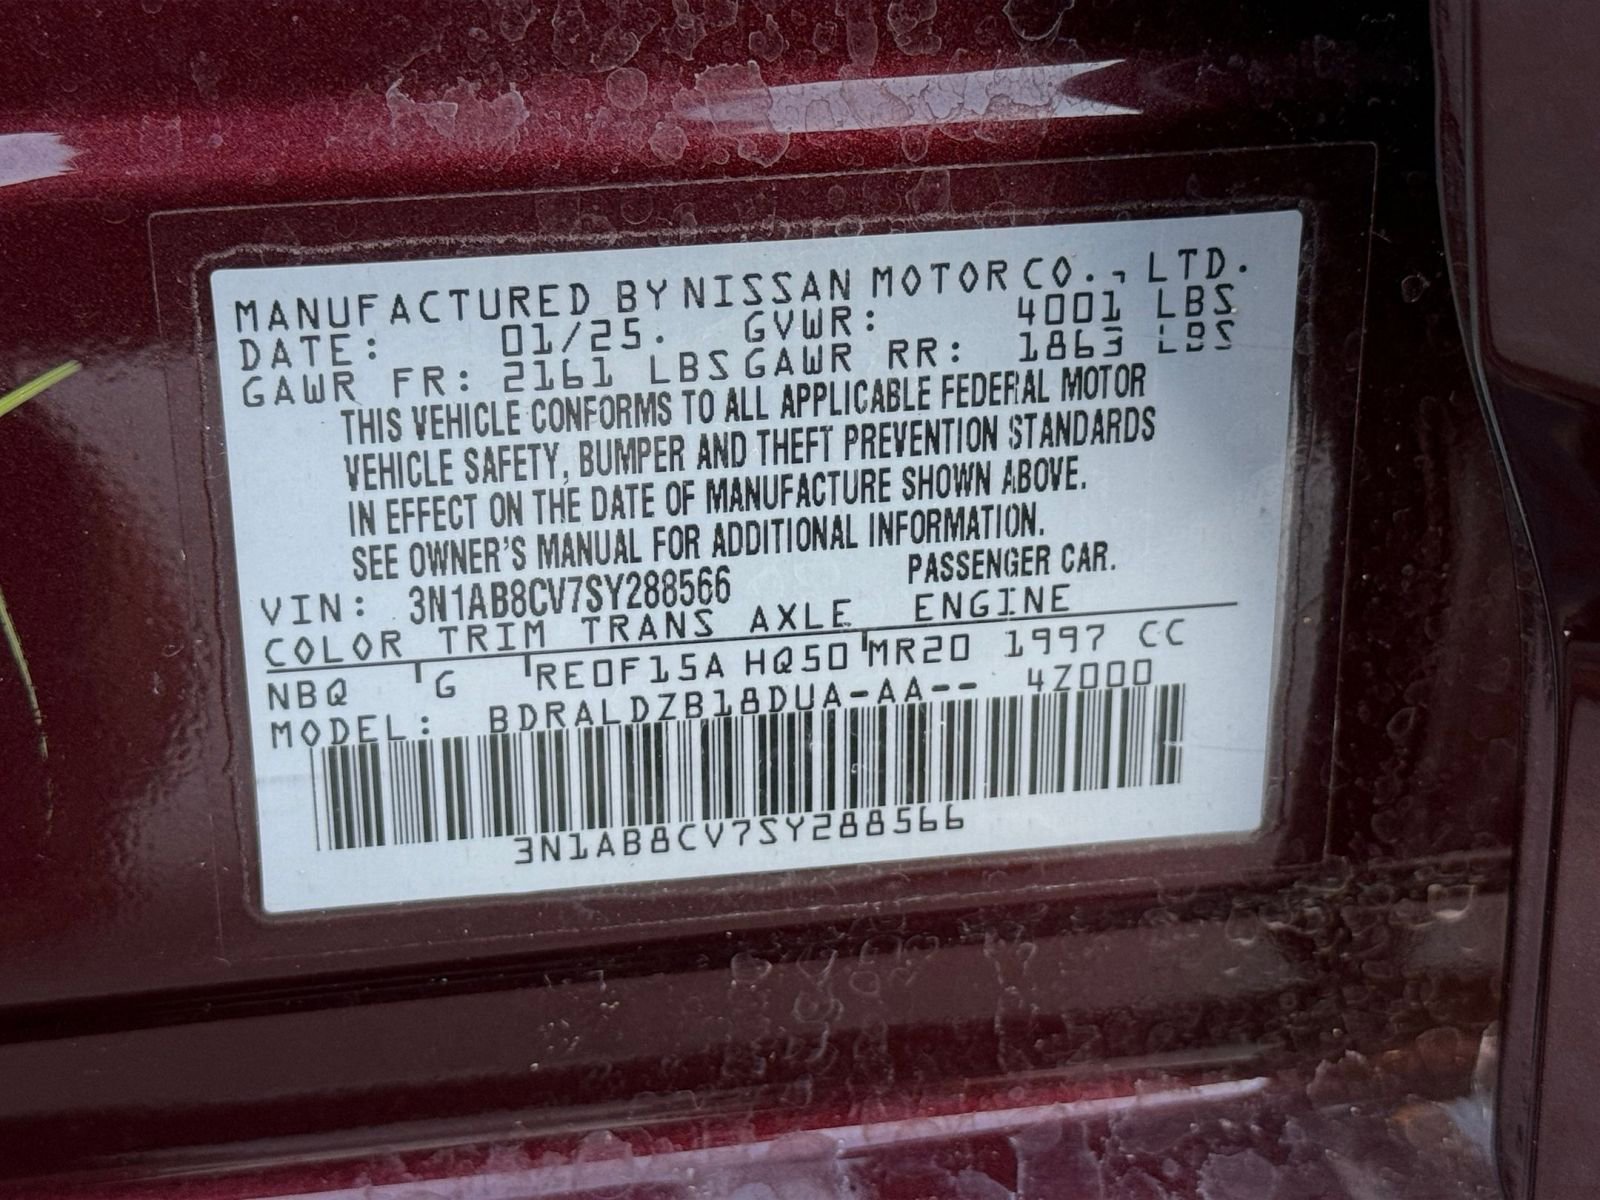 MANUFACTURED BY NISSAN MOTOR CO., LTD.
DATE: 01/25. GVWR: 4001 LBS
GAWR FR: 2161 LBS GAWR RR: 1863 LBS
THIS VEHICLE CONFORMS TO ALL APPLICABLE FEDERAL MOTOR
VEHICLE SAFETY, BUMPER AND THEFT PREVENTION STANDARDS
IN EFFECT ON THE DATE OF MANUFACTURE SHOWN ABOVE.
SEE OWNER'S MANUAL FOR ADDITIONAL INFORMATION.
VIN: 3N1AB8CV7SY288566 PASSENGER CAR.
COLOR TRIM TRANS AXLE ENGINE
NBQ G RE0F15A HQ50 MR20 1997 CC
MODEL: BDRALDZB18DUA-AA-- 4Z000
3N1AB8CV7SY288566